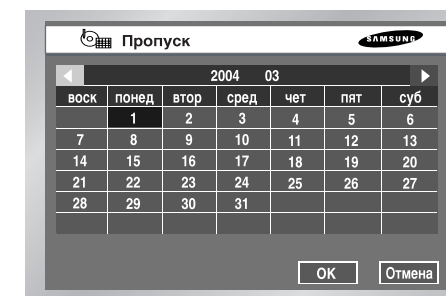 Пропуск SAMSUNG
2004 03
воск понед втор сред чет пят суб
1 2 3 4 5 6
7 8 9 10 11 12 13
14 15 16 17 18 19 20
21 22 23 24 25 26 27
28 29 30 31
OK Отмена